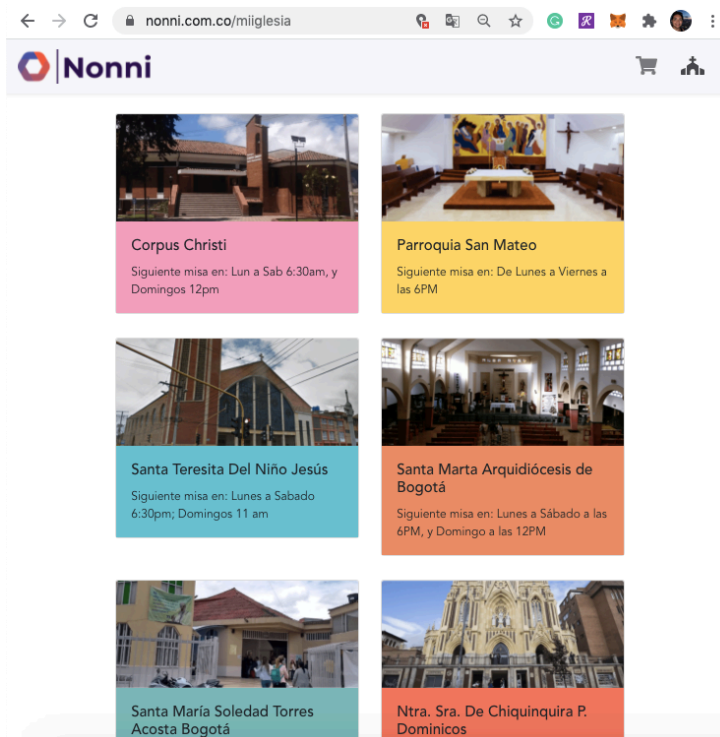 nonni.com.co/miiglesia
Nonni
Corpus Christi
Siguiente misa en: Lun a Sab 6:30am, y
Domingos 12pm
Parroquia San Mateo
Siguiente misa en: De Lunes a Viernes a
las 6PM
Santa Teresita Del Niño Jesús
Siguiente misa en: Lunes a Sabado
6:30pm; Domingos 11 am
Santa Marta Arquidiócesis de
Bogotá
Siguiente misa en: Lunes a Sábado a las
6PM, y Domingo a las 12PM
Santa María Soledad Torres
Acosta Bogotá
Ntra. Sra. De Chiquinquira P.
Dominicos